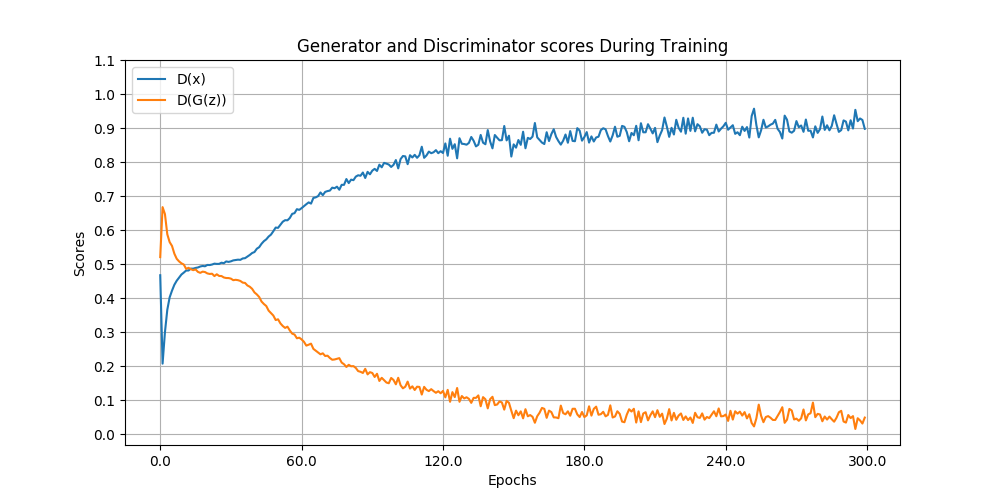 Generator and Discriminator scores During Training
D(x)
D(G(z))
Scores
1.1
1.0
0.9
0.8
0.7
0.6
0.5
0.4
0.3
0.2
0.1
0.0
0.0 60.0 120.0 180.0 240.0 300.0
Epochs